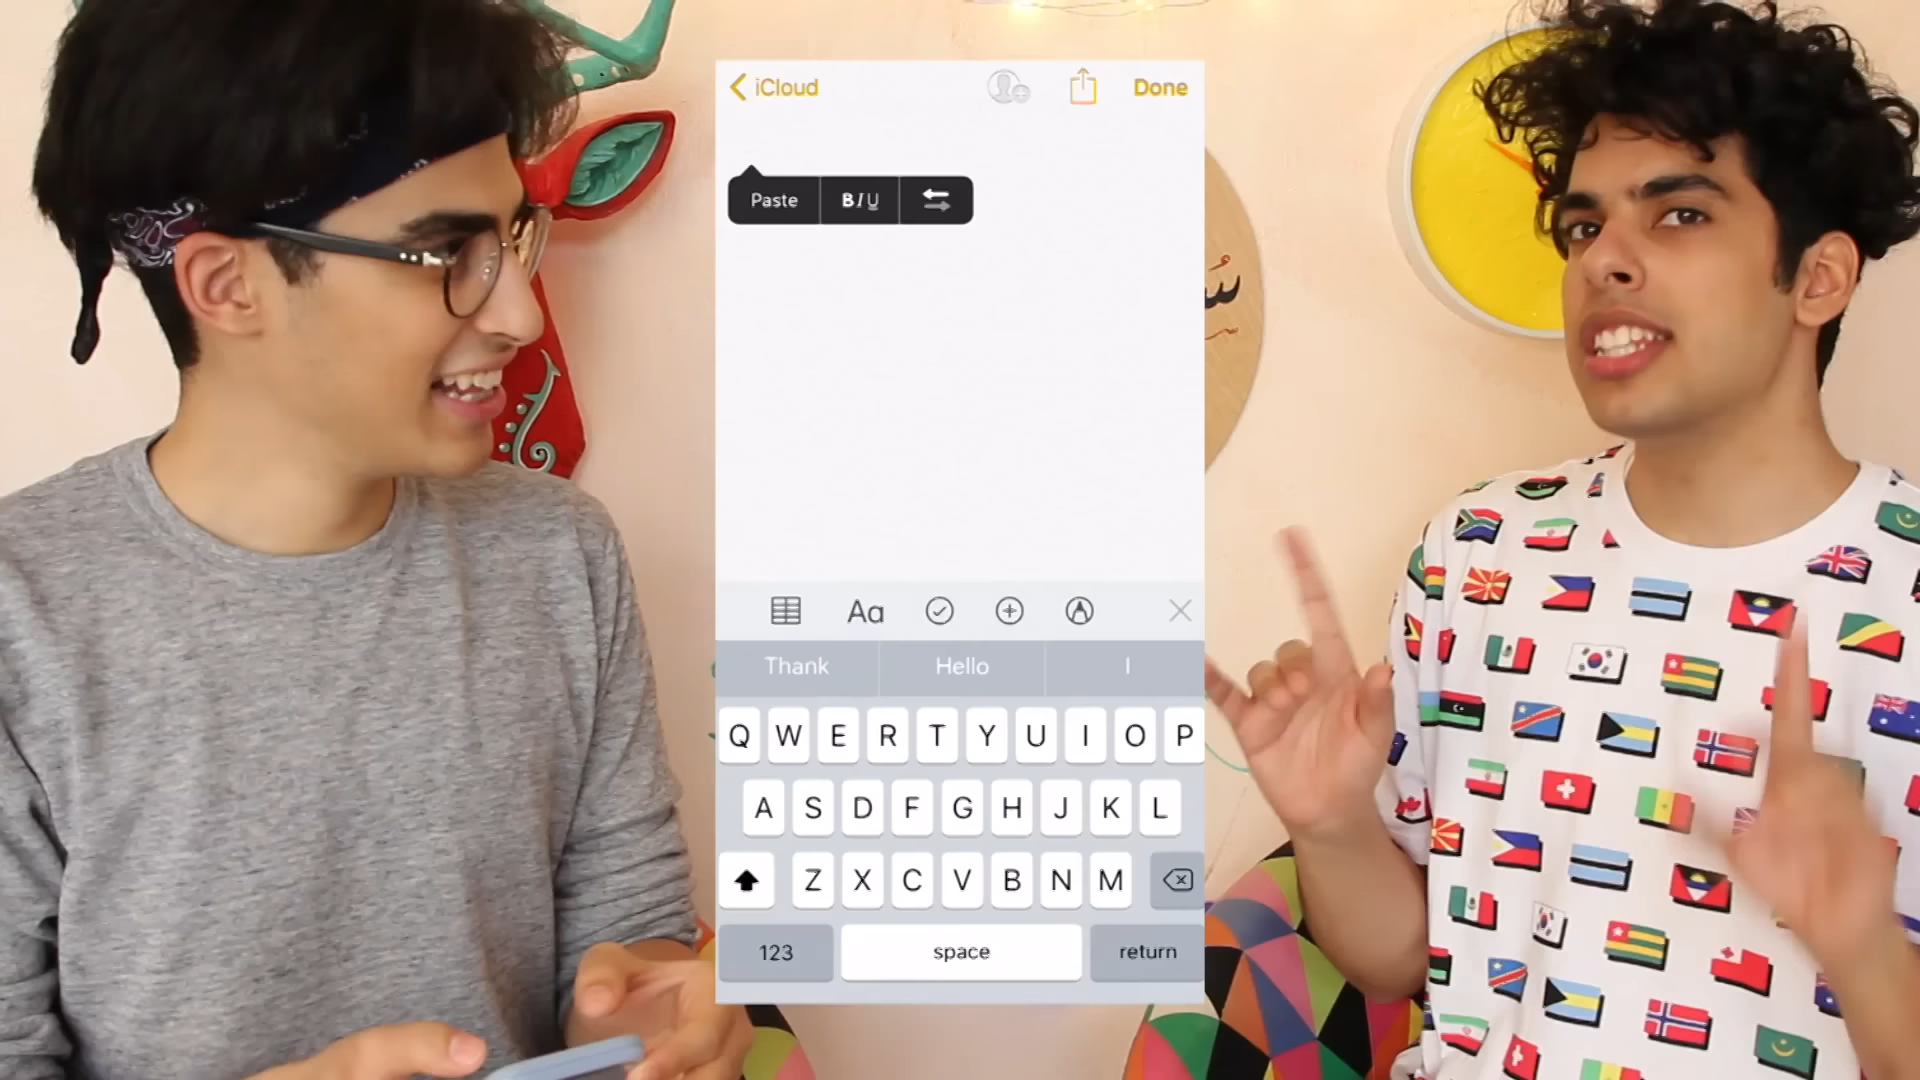 iCloud
Done
Paste
BIU
Aa
Thank
Hello
I
Q W E R T Y U I O P
A S D F G H J K L
Z X C V B N M
123
space
return